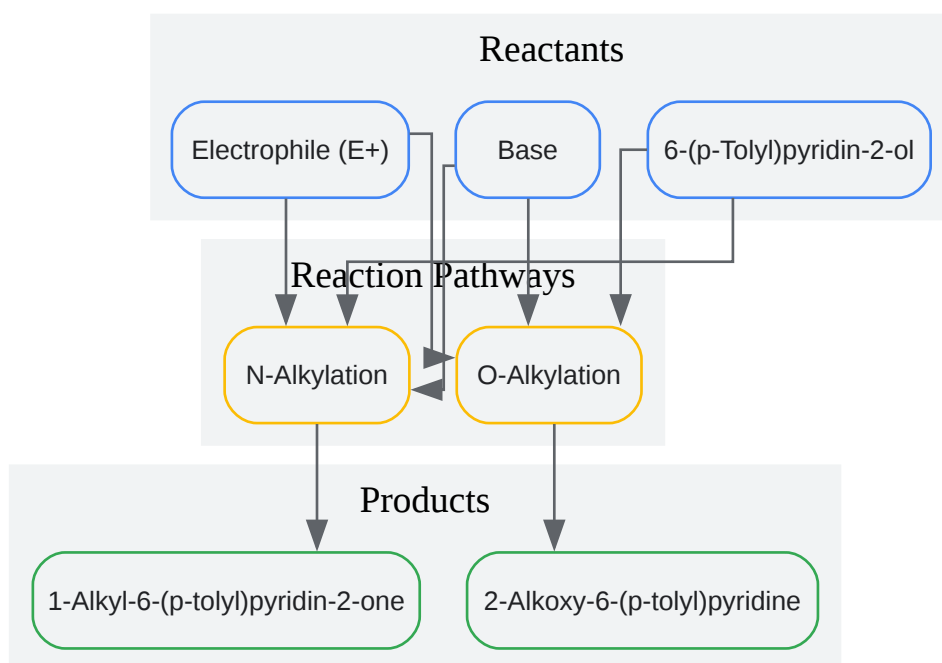 Reactants
Electrophile (E+)
Base
6-(p-Tolyl)pyridin-2-ol
Reaction Pathways
N-Alkylation
O-Alkylation
Products
1-Alkyl-6-(p-tolyl)pyridin-2-one
2-Alkoxy-6-(p-tolyl)pyridine